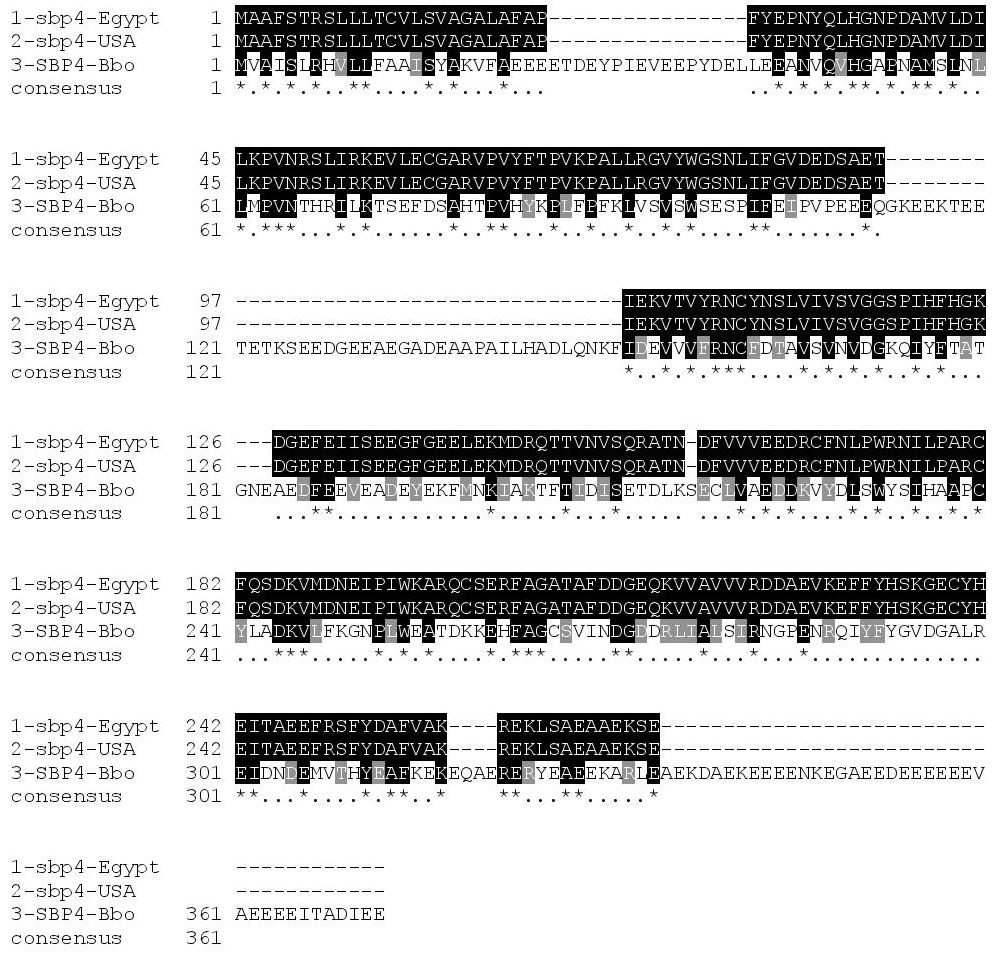 1-sbp4-Egypt 1 MAAFSTRSLLLTCVLSVAGALAFAP----------------FYEPNYQLHGNPDAMVLDI
2-sbp4-USA 1 MAAFSTRSLLLTCVLSVAGALAFAP----------------FYEPNYQLHGNPDAMVLDI
3-SBP4-Bbo 1 MVAISLRHVLLFAAISYAKVFAEEEETDEYPIEVEEPYDELLEEANVQVHGAPNAMSLNL
consensus 1 *.*.*.*..**....*.*...*...                ..*.*.*.**.*.**.*..
1-sbp4-Egypt 45 LKPVNRSLIRKEVLECGARVPVYFTPVKPALLRGVYWGSNLIFGVDEDSAET--------
2-sbp4-USA 45 LKPVNRSLIRKEVLECGARVPVYFTPVKPALLRGVYWGSNLIFGVDEDSAET--------
3-SBP4-Bbo 61 LMPVNTHRILKTSEFDSAHTPVHYKPLFPFKLVSVSWSESPIFEIPVPEEEQGKEEKTEE
consensus 61 *.***...*.*......*..**...*..*..*..*.*....**.......*.
1-sbp4-Egypt 97 -------------------------------IEKVTVYRNCYNSLVIVSVGGSPIHFHGK
2-sbp4-USA 97 -------------------------------IEKVTVYRNCYNSLVIVSVGGSPIHFHGK
3-SBP4-Bbo 121 TETKSEEDGEEAEGADEAAPAILHADLQNKFIDEVVVFRNCFDTAVSVNVDGKQIYFTAT
consensus 121                                *..*.*.***....*.*.*.*..*.*...
1-sbp4-Egypt 126 ---DGEFEIISEEGFGEELEKMDRQTTVNVSQRATN-DFVVVEEDRCFNLPWRNILPARC
2-sbp4-USA 126 ---DGEFEIISEEGFGEELEKMDRQTTVNVSQRATN-DFVVVEEDRCFNLPWRNILPARC
3-SBP4-Bbo 181 GNEAEDFEEVEADEYEKFMNKIAKTFTIDISETDLKSECLVAEDDKVYDLSWYSIHAAPC
consensus 181    ...**............*.....*...*..... ...*.*.*....*.*..*..*.*
1-sbp4-Egypt 182 FQSDKVMDNEIPIWKARQCSERFAGATAFDDGEQKVVAVVVRDDAEVKEFFYHSKGECYH
2-sbp4-USA 182 FQSDKVMDNEIPIWKARQCSERFAGATAFDDGEQKVVAVVVRDDAEVKEFFYHSKGECYH
3-SBP4-Bbo 241 YLADKVLFKGNPLWEATDKKEHFAGCSVINDGDDRLIALSIRNGPENRQIYFYGVDGALR
consensus 241 ...***.....*.*.*....*.***.....**.....*...*...*..............
1-sbp4-Egypt 242 EITAEEFRSFYDAFVAK----REKLSAEAAEKSE--------------------------
2-sbp4-USA 242 EITAEEFRSFYDAFVAK----REKLSAEAAEKSE--------------------------
3-SBP4-Bbo 301 EIDNDEMVTHYEAFKEKEQAERERYEAEEKARLEAEKDAEKEEEENKEGAEEDEEEEEEV
consensus 301 **...*....*.**..*    **...**.....*
1-sbp4-Egypt ------------
2-sbp4-USA ------------
3-SBP4-Bbo 361 AEEEEITADIEE
consensus 361